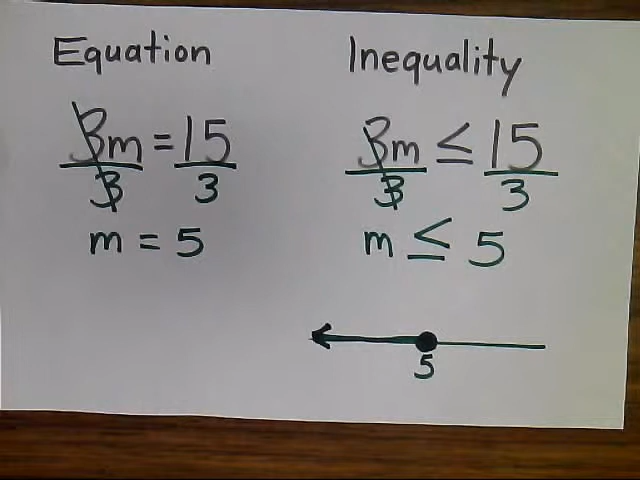 Equation
3m = 15
3 3
m = 5
Inequality
3m ≤ 15
3 3
m ≤ 5
5